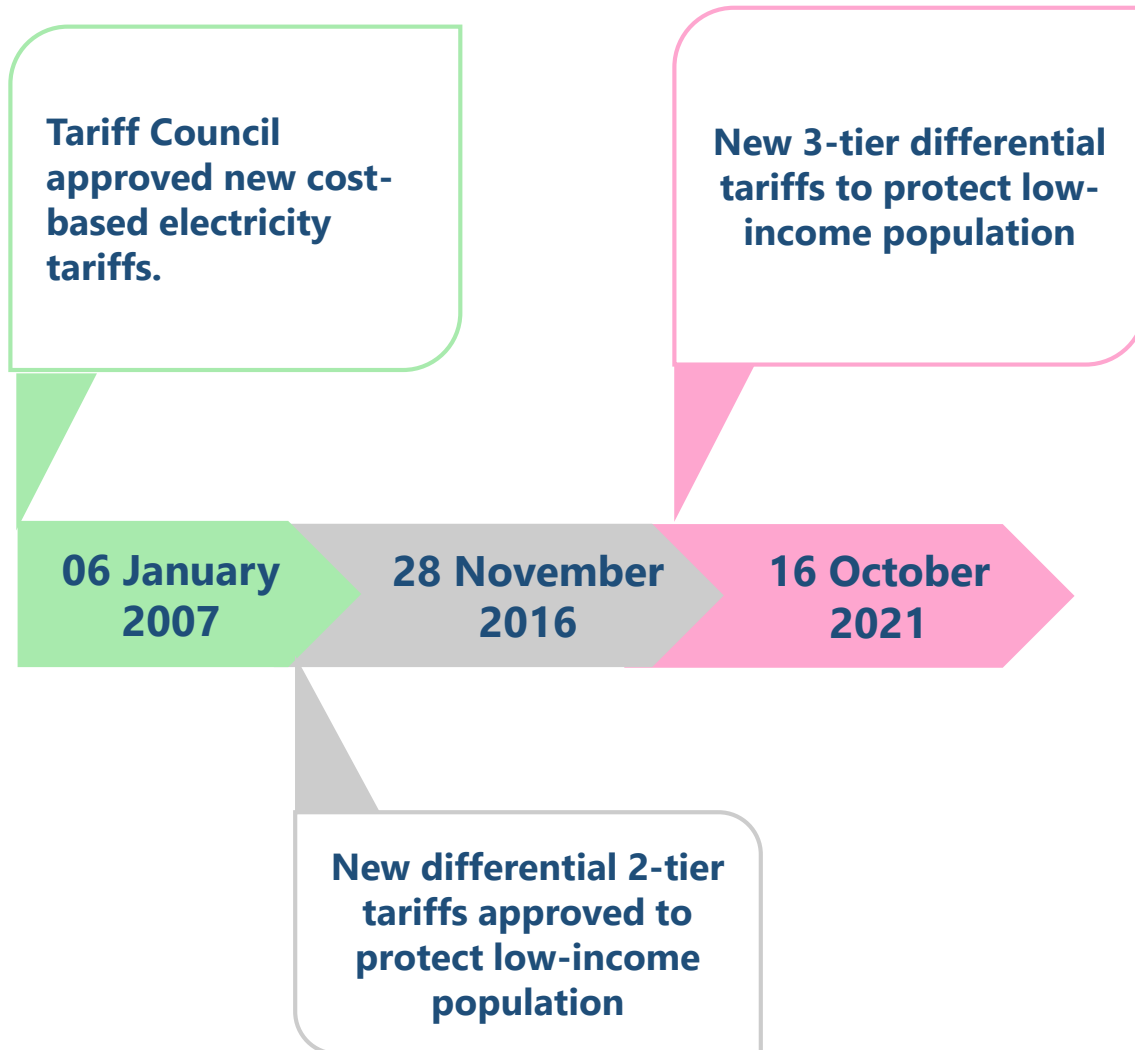 Tariff Council
approved new cost-
based electricity
tariffs.
New 3-tier differential
tariffs to protect low-
income population
06 January
2007
28 November
2016
16 October
2021
New differential 2-tier
tariffs approved to
protect low-income
population